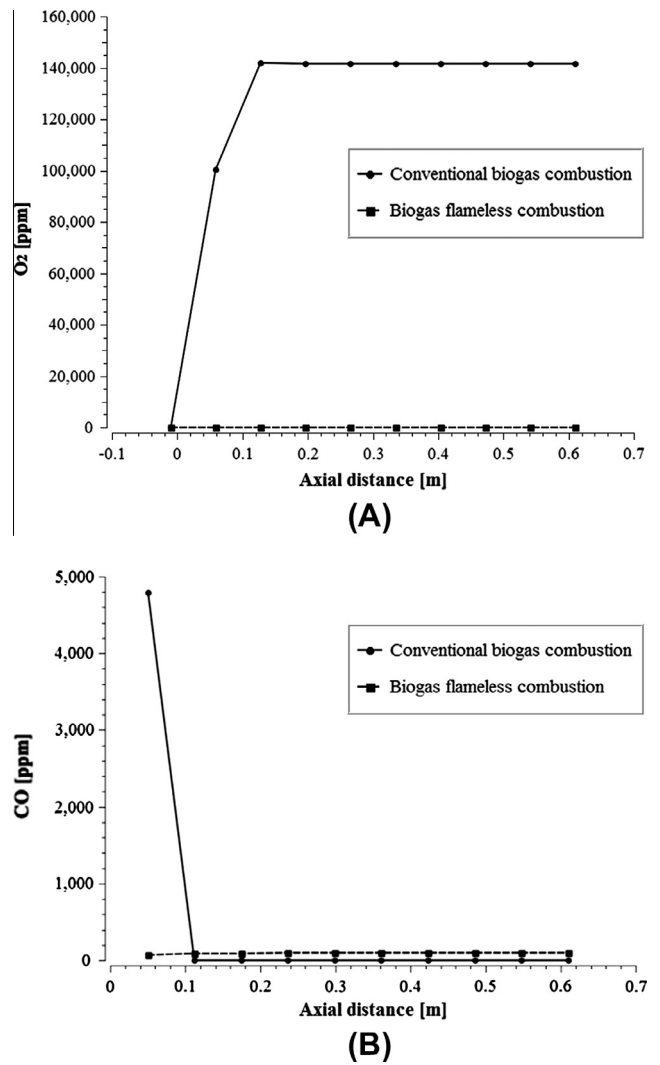 160,000
140,000
120,000
100,000
80,000
60,000
40,000
20,000
0
O2 [ppm]
Conventional biogas combustion
Biogas flameless combustion
-0.1 0 0.1 0.2 0.3 0.4 0.5 0.6 0.7
Axial distance [m]
(A)
5,000
4,000
3,000
2,000
1,000
0
CO [ppm]
Conventional biogas combustion
Biogas flameless combustion
0 0.1 0.2 0.3 0.4 0.5 0.6 0.7
Axial distance [m]
(B)